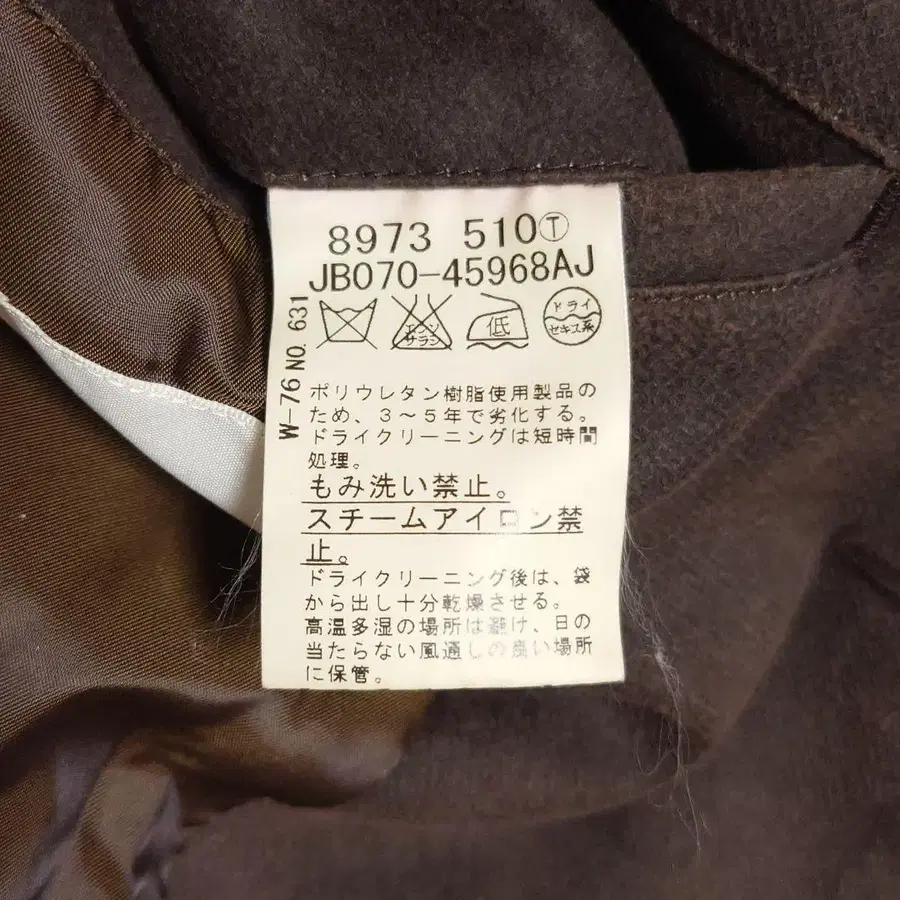 8973 510Ⓣ
JB070-45968AJ
W-76 NO. 631
エンソ
サラシ
低
ドライ
セキユ系
ポリウレタン樹脂使用製品の
ため、3～5年で劣化する。
ドライクリーニングは短時間
処理。
もみ洗い禁止。
スチームアイロン禁
止。
ドライクリーニング後は、袋
から出し十分乾燥させる。
高温多湿の場所は避け、日の
当たらない風通しの良い場所
に保管。